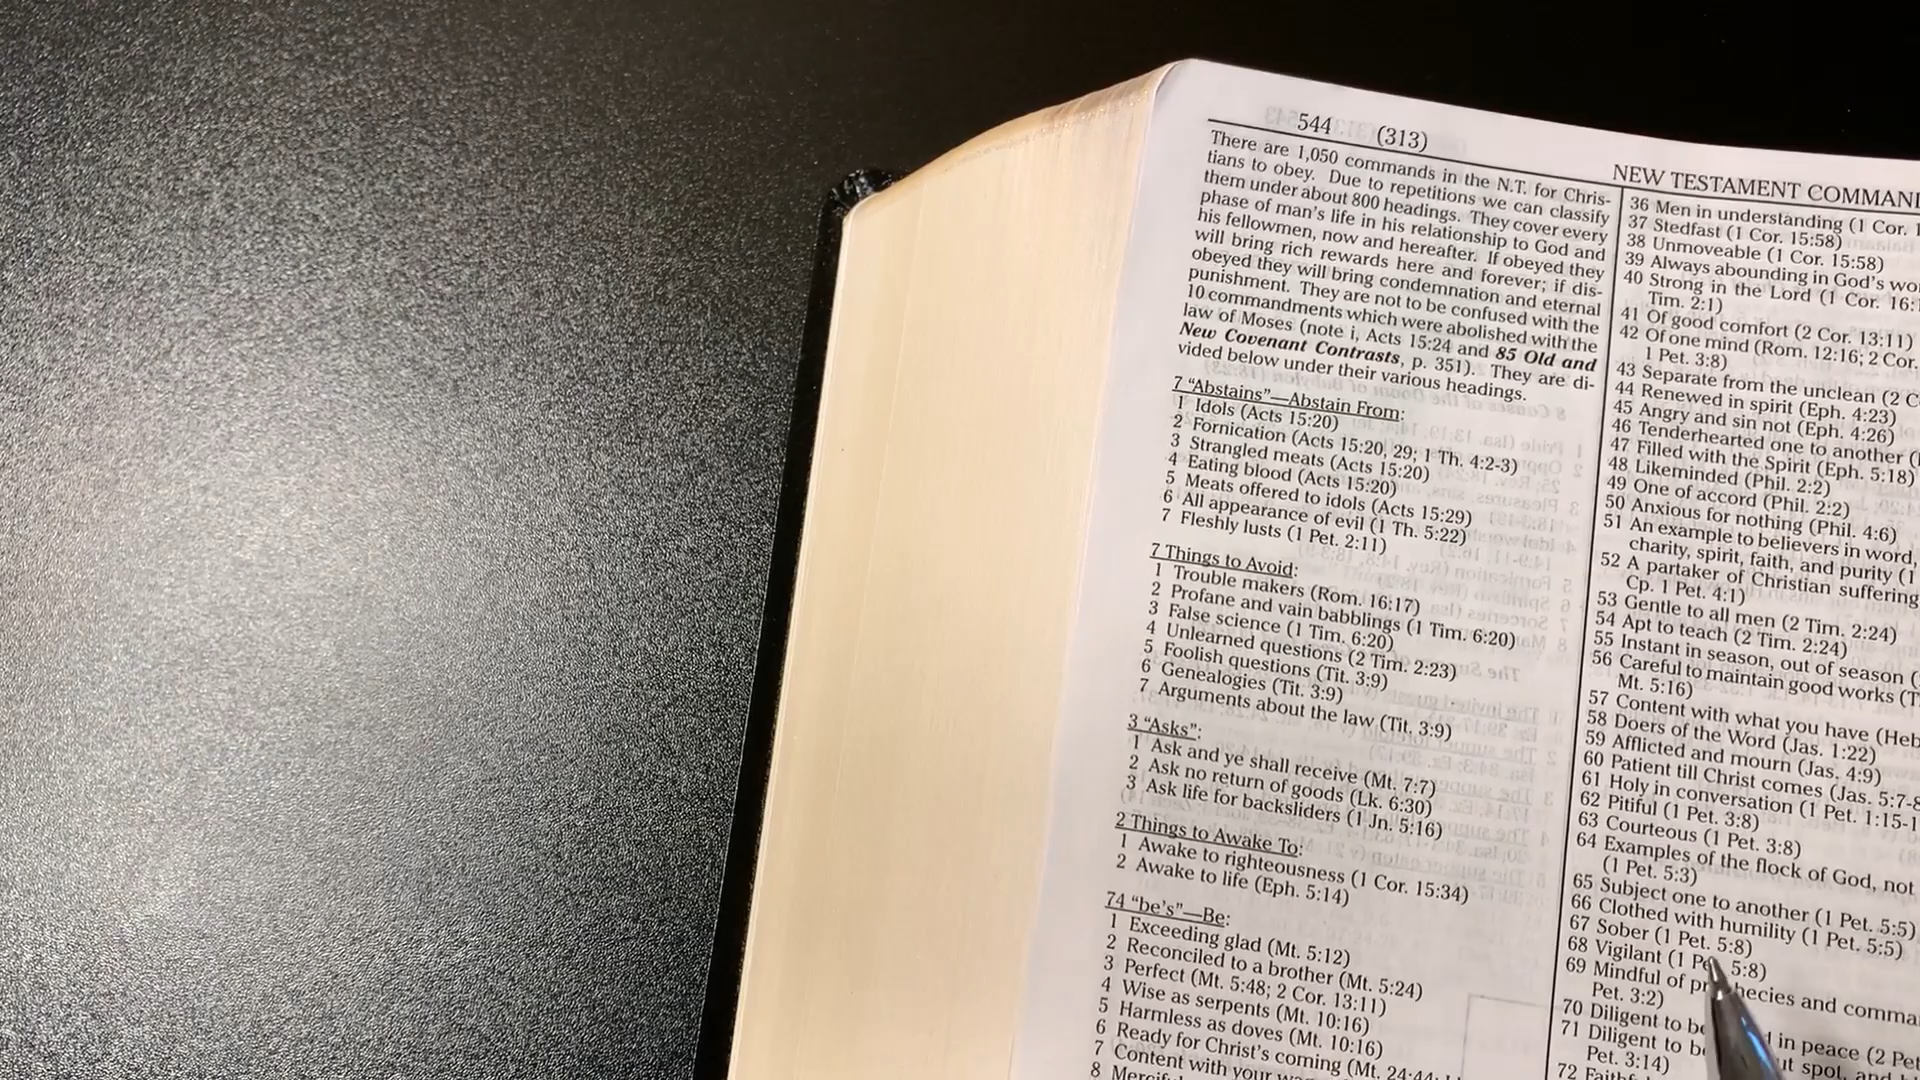 544 (313)
NEW TESTAMENT
There are 1,050 commands in the N.T. for Chris-
tians to obey. Due to repetitions we can classify
them under about 800 headings. They cover every
phase of man's life in his relationship to God and
his fellowmen, now and hereafter. If obeyed they
will bring rich rewards here and forever; if dis-
obeyed they will bring condemnation and eternal
punishment. They are not to be confused with the
10 commandments which were abolished with the
law of Moses (note i, Acts 15:24 and 85 Old and
New Covenant Contrasts, p. 351). They are di-
vided below under their various headings.
7 "Abstains"—Abstain From:
1 Idols (Acts 15:20)
2 Fornication (Acts 15:20, 29; 1 Th. 4:2-3)
3 Strangled meats (Acts 15:20)
4 Eating blood (Acts 15:20)
5 Meats offered to idols (Acts 15:29)
6 All appearance of evil (1 Th. 5:22)
7 Fleshly lusts (1 Pet. 2:11)
7 Things to Avoid:
1 Trouble makers (Rom. 16:17)
2 Profane and vain babblings (1 Tim. 6:20)
3 False science (1 Tim. 6:20)
4 Unlearned questions (2 Tim. 2:23)
5 Foolish questions (Tit. 3:9)
6 Genealogies (Tit. 3:9)
7 Arguments about the law (Tit. 3:9)
3 "Asks":
1 Ask and ye shall receive (Mt. 7:7)
2 Ask no return of goods (Lk. 6:30)
3 Ask life for backsliders (1 Jn. 5:16)
2 Things to Awake To:
1 Awake to righteousness (1 Cor. 15:34)
2 Awake to life (Eph. 5:14)
74 "be's"—Be:
1 Exceeding glad (Mt. 5:12)
2 Reconciled to a brother (Mt. 5:24)
3 Perfect (Mt. 5:48; 2 Cor. 13:11)
4 Wise as serpents (Mt. 10:16)
5 Harmless as doves (Mt. 10:16)
6 Ready for Christ's coming (Mt. 24:44;
7 Content with your
8
36 Men in understanding (1 Cor.
37 Stedfast (1 Cor. 15:58)
38 Unmoveable (1 Cor. 15:58)
39 Always abounding in God's
40 Strong in the Lord (1 Cor. 16:
Tim. 2:1)
41 Of good comfort (2 Cor. 13:11)
42 Of one mind (Rom. 12:16; 2 Cor.
1 Pet. 3:8)
43 Separate from the unclean (2
44 Renewed in spirit (Eph. 4:23)
45 Angry and sin not (Eph. 4:26)
46 Tenderhearted one to another (
47 Filled with the Spirit (Eph. 5:18)
48 Likeminded (Phil. 2:2)
49 One of accord (Phil. 2:2)
50 Anxious for nothing (Phil. 4:6)
51 An example to believers in word,
charity, spirit, faith, and purity (1
52 A partaker of Christian suffering
Cp. 1 Pet. 4:1)
53 Gentle to all men (2 Tim. 2:24)
54 Apt to teach (2 Tim. 2:24)
55 Instant in season, out of season (
56 Careful to maintain good works (
Mt. 5:16)
57 Content with what you have (Heb
58 Doers of the Word (Jas. 1:22)
59 Afflicted and mourn (Jas. 4:9)
60 Patient till Christ comes (Jas. 5:7-
61 Holy in conversation (1 Pet. 1:15-
62 Pitiful (1 Pet. 3:8)
63 Courteous (1 Pet. 3:8)
64 Examples of the flock of God, not
(1 Pet. 5:3)
65 Subject one to another (1 Pet. 5:5)
66 Clothed with humility (1 Pet. 5:5)
67 Sober (1 Pet. 5:8)
68 Vigilant (1 5:8)
69 Mindful of and
Pet. 3:2)
70 Diligent to in peace (2 Pet
71 Diligent to spot, and
Pet. 3:14)
72